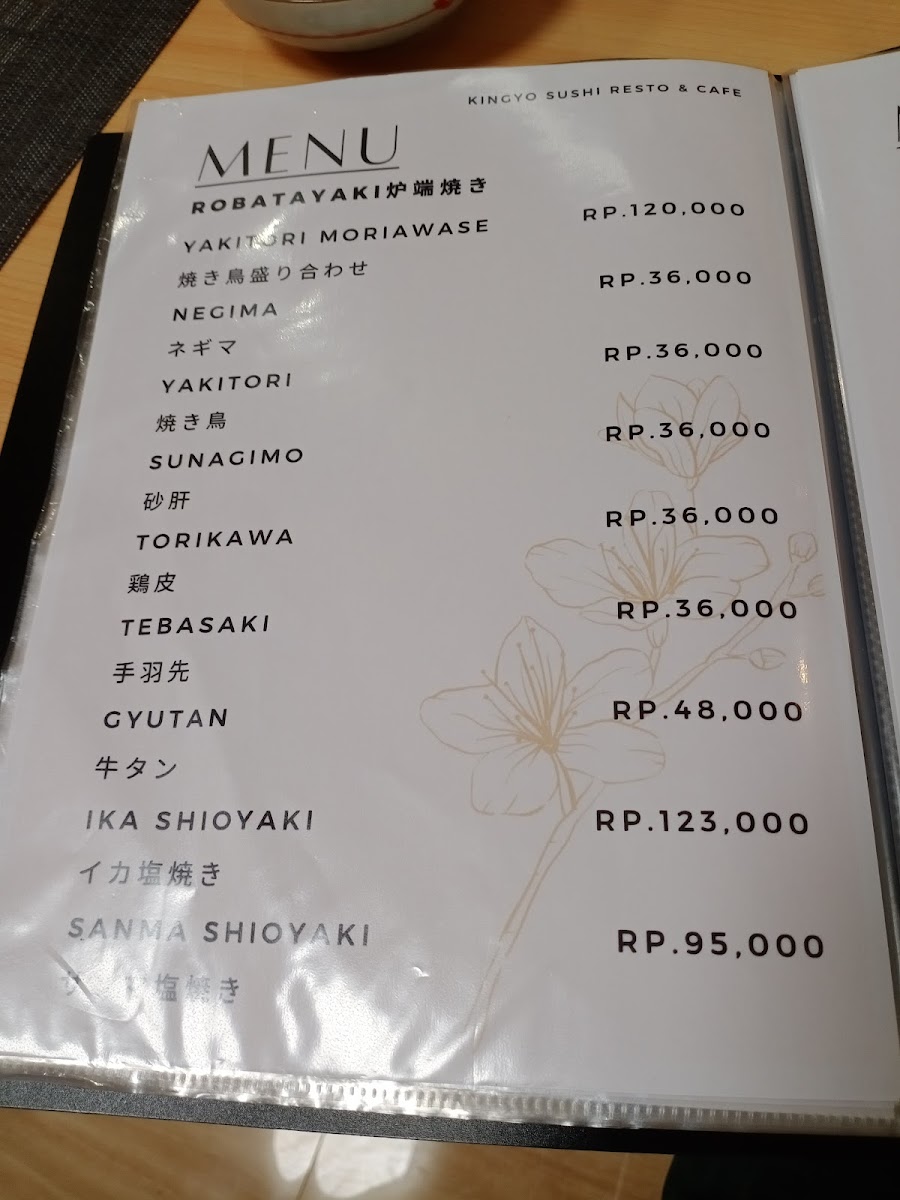 KINGYO SUSHI RESTO & CAFE
MENU
ROBATAYAKI炉端焼き
YAKITORI MORIAWASE RP.120,000
焼き鳥盛り合わせ
NEGIMA RP.36,000
ネギマ
YAKITORI RP.36,000
焼き鳥
SUNAGIMO RP.36,000
砂肝
TORIKAWA RP.36,000
鶏皮
TEBASAKI RP.36,000
手羽先
GYUTAN RP.48,000
牛タン
IKA SHIOYAKI RP.123,000
イカ塩焼き
SANMA SHIOYAKI RP.95,000
塩焼き